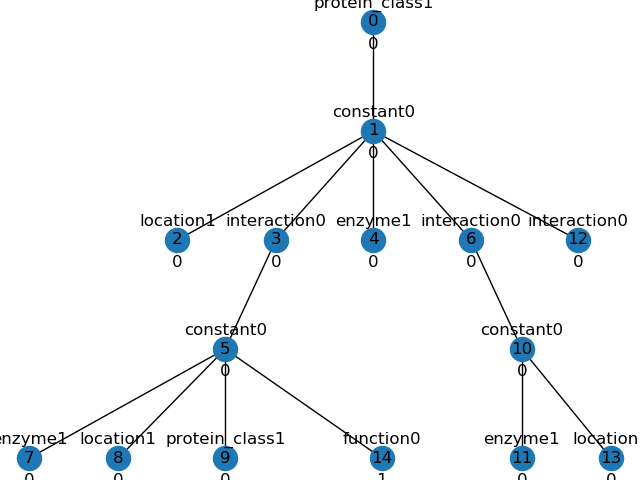 protein_class1
0
0
constant0
1
0
location1 interaction0 enzyme1 interaction0 interaction0
2 3 4 6 12
0 0 0 0 0
constant0 constant0
5 10
0 0
enzyme1 location1 protein_class1 function0 enzyme1 location
7 8 9 14 11 13
0 0 0 1 0 0